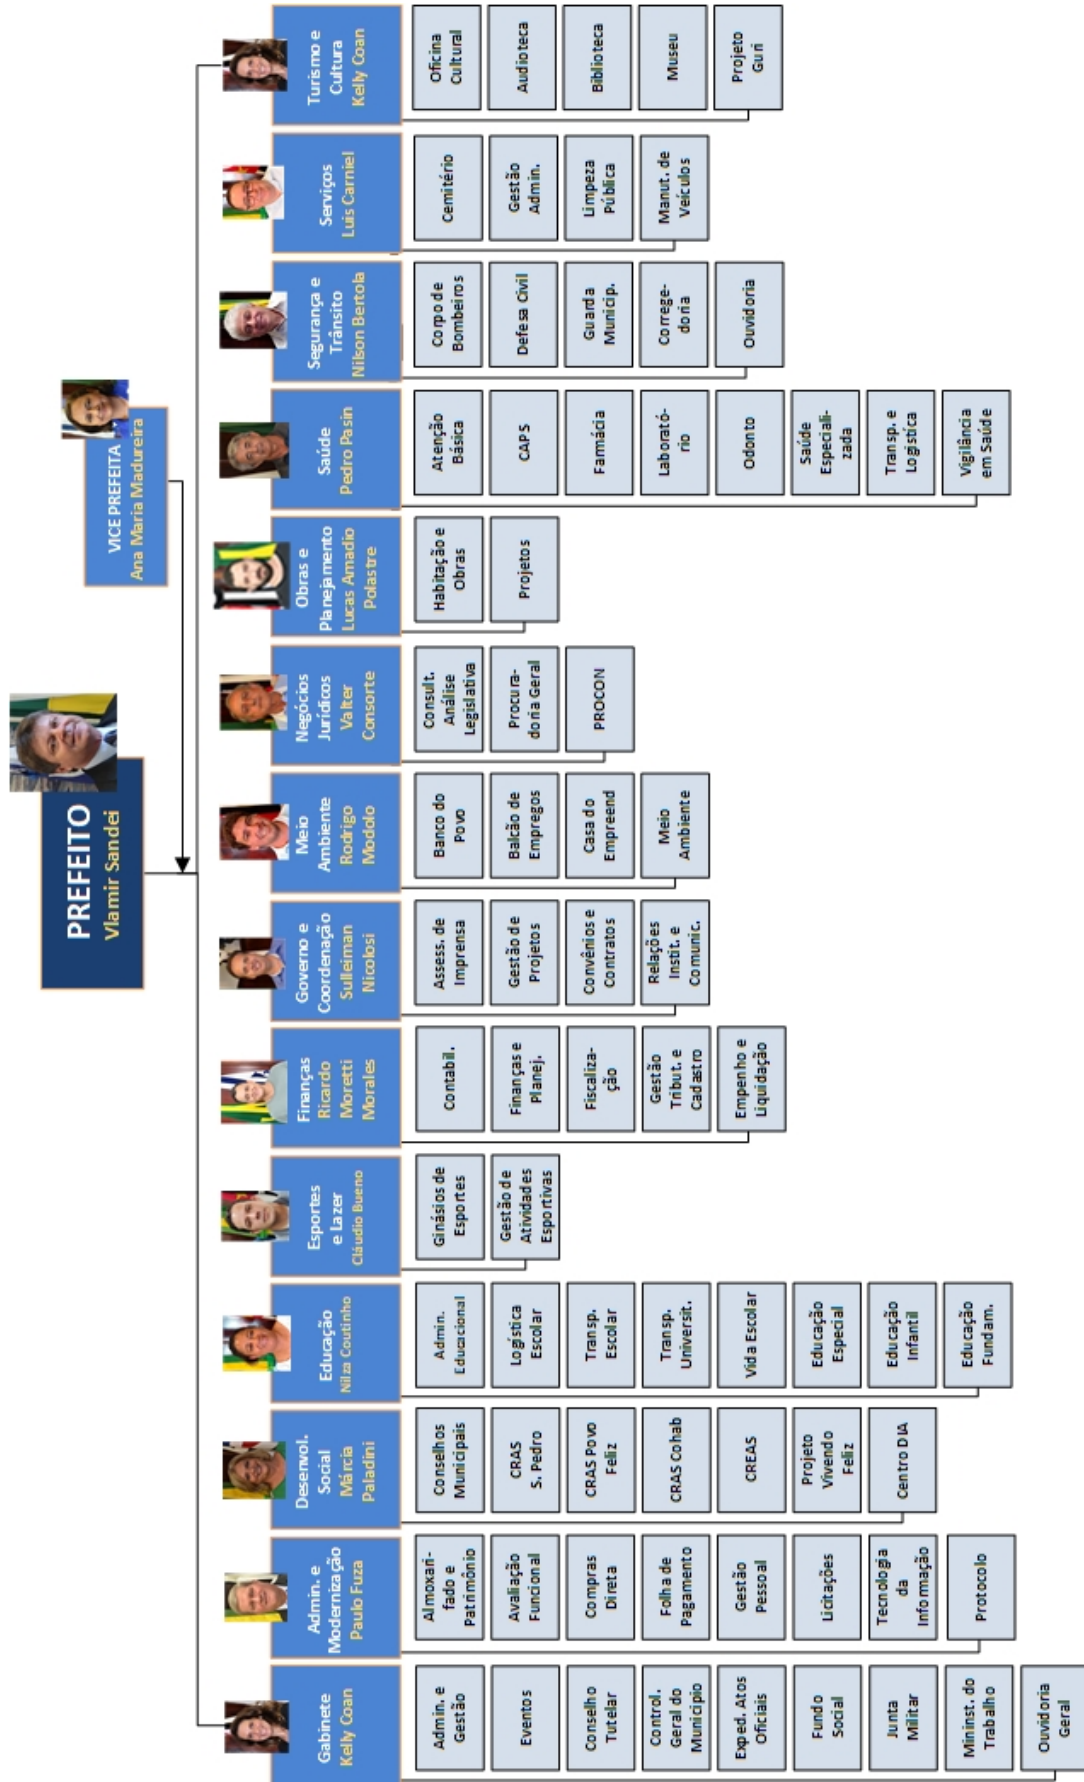 PREFEITO
Vlamir Sandei
VICE PREFEITA
Ana Maria Madureira
Gabinete
Kelly Coan
Admin. e
Gestão
Eventos
Conselho
Tutelar
Control.
Geral do
Município
Exped. Atos
Oficiais
Fundo
Social
Junta
Militar
Mininst. do
Trabalho
Ouvidoria
Geral
Admin. e
Modernização
Paulo Fuza
Almoxari-
fado e
Patrimônio
Avaliação
Funcional
Compras
Direta
Folha de
Pagamento
Gestão
Pessoal
Licitações
Tecnologia
da
Informação
Protocolo
Desenvol.
Social
Márcia
Paladini
Conselhos
Municipais
CRAS
S. Pedro
CRAS Povo
Feliz
CRAS Cohab
CREAS
Projeto
Vivendo
Feliz
Centro DIA
Educação
Nilza Coutinho
Admin.
Educacional
Logística
Escolar
Transp.
Escolar
Transp.
Universit.
Vida Escolar
Educação
Especial
Educação
Infantil
Educação
Fundam.
Esportes
e Lazer
Cláudio Bueno
Ginásios de
Esportes
Gestão de
Atividades
Esportivas
Finanças
Ricardo
Moretti
Morales
Contabil.
Finanças e
Planej.
Fiscaliza-
ção
Gestão
Tribut. e
Cadastro
Empenho e
Liquidação
Governo e
Coordenação
Sulleiman
Nicolosi
Assess. de
Imprensa
Gestão de
Projetos
Convênios e
Contratos
Relações
Instit. e
Comunic.
Meio
Ambiente
Rodrigo
Modolo
Banco do
Povo
Balcão de
Empregos
Casa do
Empreend
Meio
Ambiente
Negócios
Jurídicos
Valter
Consorte
Consult.
Análise
Legislativa
Procura-
doria Geral
PROCON
Obras e
Planejamento
Lucas Amadio
Polastre
Habitação e
Obras
Projetos
Saúde
Pedro Pasin
Atenção
Básica
CAPS
Farmácia
Laborató-
rio
Odonto
Saúde
Especiali-
zada
Transp. e
Logística
Vigilância
em Saúde
Segurança e
Trânsito
Nilson Bertola
Corpo de
Bombeiros
Defesa Civil
Guarda
Municip.
Correge-
doria
Ouvidoria
Serviços
Luis Carniel
Cemitério
Gestão
Admin.
Limpeza
Pública
Manut. de
Veículos
Turismo e
Cultura
Kelly Coan
Oficina
Cultural
Audioteca
Biblioteca
Museu
Projeto
Guri